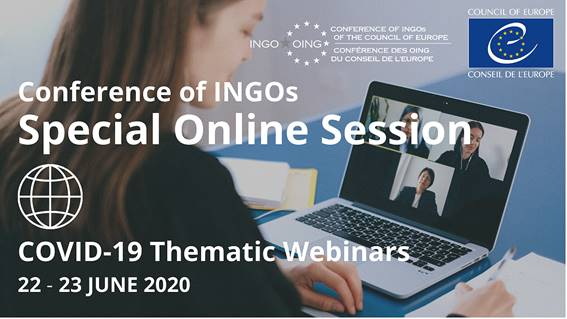 COUNCIL OF EUROPE
INGO OING
CONFERENCE OF INGOs
OF THE COUNCIL OF EUROPE
CONFÉRENCE DES OING
DU CONSEIL DE L'EUROPE
CONSEIL DE L'EUROPE
Conference of INGOs
Special Online Session
COVID-19 Thematic Webinars
22 - 23 JUNE 2020